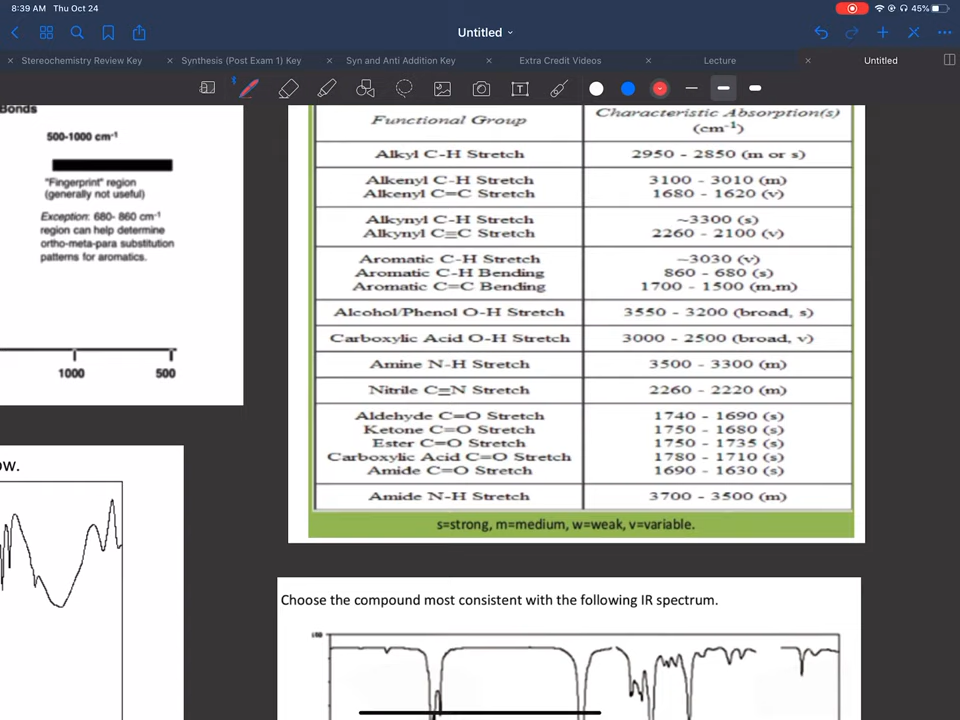 8:39 AM Thu Oct 24
45%
Untitled
Stereochemistry Review Key
Synthesis (Post Exam 1) Key
Syn and Anti Addition Key
Extra Credit Videos
Lecture
Untitled
Bonds
500-1000 cm⁻¹
"Fingerprint" region
(generally not useful)
Exception: 680- 860 cm⁻¹
region can help determine
ortho-meta-para substitution
patterns for aromatics.
1000 500
ow.
Functional Group Characteristic Absorption(s)
(cm⁻¹)
Alkyl C-H Stretch 2950 - 2850 (m or s)
Alkenyl C-H Stretch 3100 - 3010 (m)
Alkenyl C=C Stretch 1680 - 1620 (v)
Alkynyl C-H Stretch ~3300 (s)
Alkynyl C≡C Stretch 2260 - 2100 (v)
Aromatic C-H Stretch ~3030 (v)
Aromatic C-H Bending 860 - 680 (s)
Aromatic C=C Bending 1700 - 1500 (m,m)
Alcohol/Phenol O-H Stretch 3550 - 3200 (broad, s)
Carboxylic Acid O-H Stretch 3000 - 2500 (broad, v)
Amine N-H Stretch 3500 - 3300 (m)
Nitrile C≡N Stretch 2260 - 2220 (m)
Aldehyde C=O Stretch 1740 - 1690 (s)
Ketone C=O Stretch 1750 - 1680 (s)
Ester C=O Stretch 1750 - 1735 (s)
Carboxylic Acid C=O Stretch 1780 - 1710 (s)
Amide C=O Stretch 1690 - 1630 (s)
Amide N-H Stretch 3700 - 3500 (m)
s=strong, m=medium, w=weak, v=variable.
Choose the compound most consistent with the following IR spectrum.
100